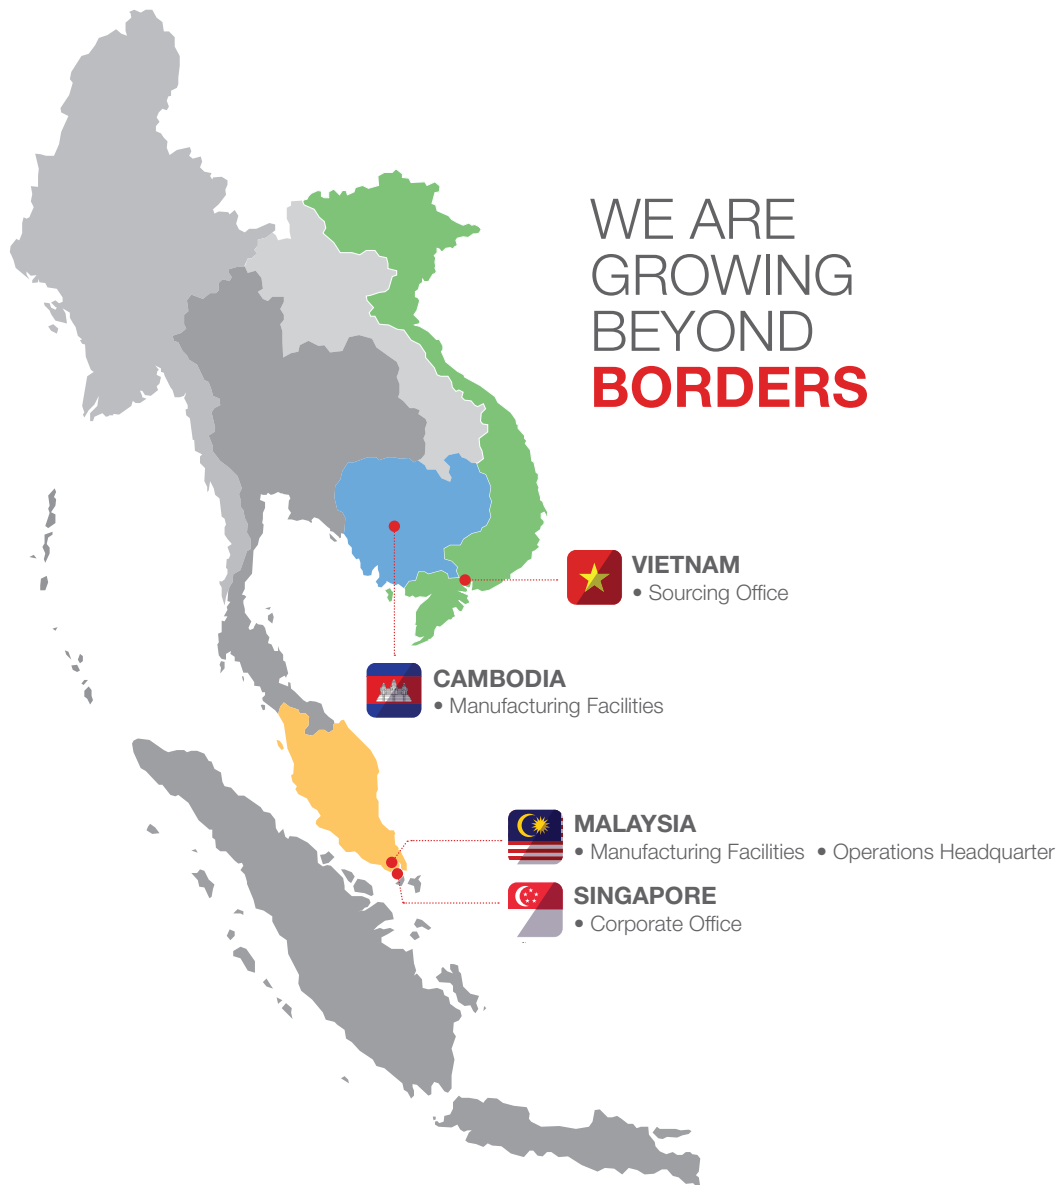 WE ARE
GROWING
BEYOND
BORDERS
VIETNAM
• Sourcing Office
CAMBODIA
• Manufacturing Facilities
MALAYSIA
• Manufacturing Facilities • Operations Headquarter
SINGAPORE
• Corporate Office